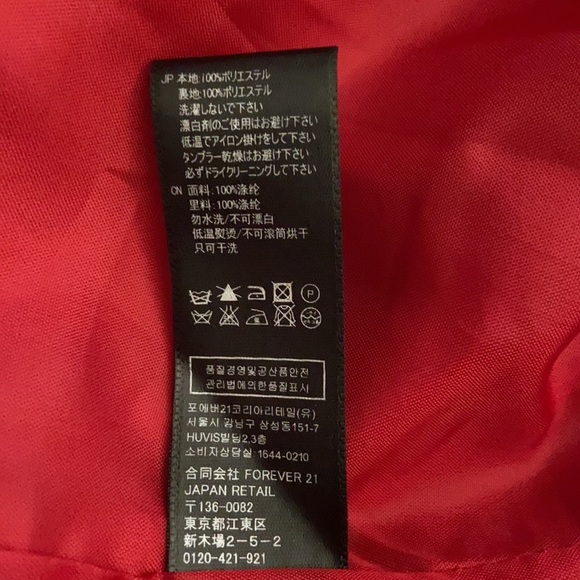 JP 本地:100%ポリエステル
裏地:100%ポリエステル
洗濯しないで下さい
漂白剤のご使用はお避け下さい
低温でアイロン掛けをして下さい
タンブラー乾燥はお避け下さい
必ずドライクリーニングして下さい
CN 面料:100%涤纶
里料:100%涤纶
勿水洗/不可漂白
低温熨烫/不可滚筒烘干
只可干洗
P
품질경영및공산품안전
관리법에의한품질표시
포에버21코리아리테일(유)
서울시 강남구 삼성동151-7
HUVIS빌딩2,3층
소비자상담실:1644-0210
合同会社 FOREVER 21
JAPAN RETAIL
〒136-0082
東京都江東区
新木場2-5-2
0120-421-921